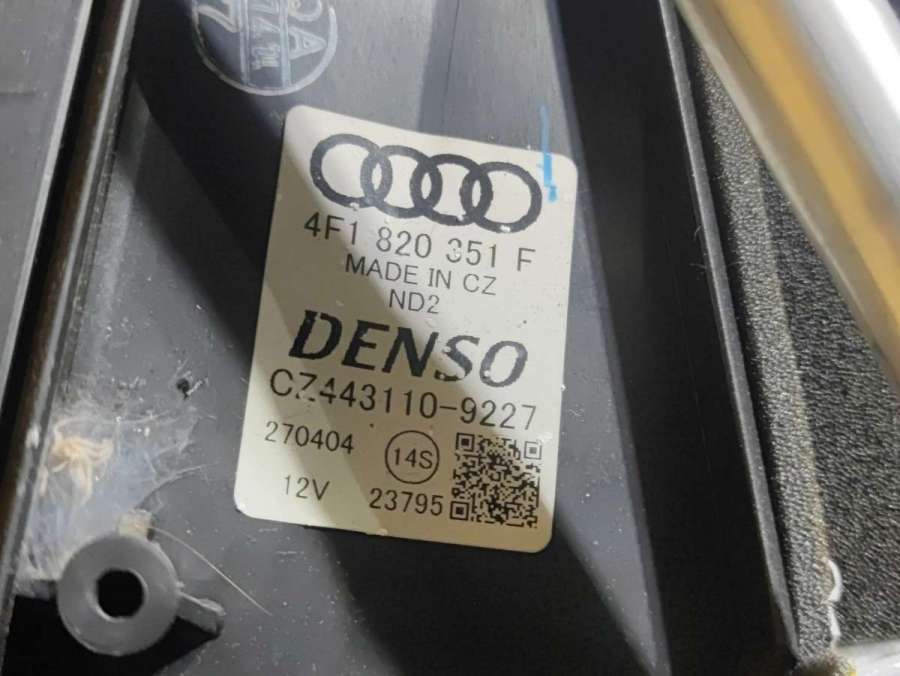 4F1 820 351 F
MADE IN CZ
ND2
DENSO
CZ443110-9227
270404
14S
12V
23795